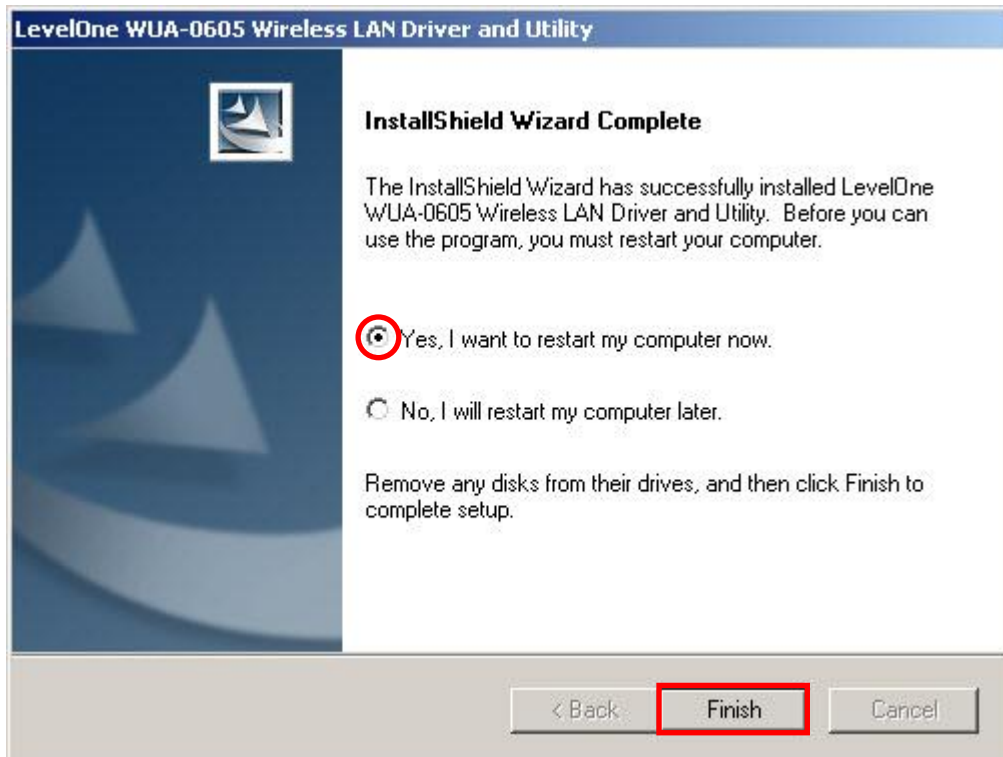 LevelOne WUA-0605 Wireless LAN Driver and Utility
InstallShield Wizard Complete
The InstallShield Wizard has successfully installed LevelOne
WUA-0605 Wireless LAN Driver and Utility.  Before you can
use the program, you must restart your computer.
Yes, I want to restart my computer now.
No, I will restart my computer later.
Remove any disks from their drives, and then click Finish to
complete setup.
< Back
Finish
Cancel